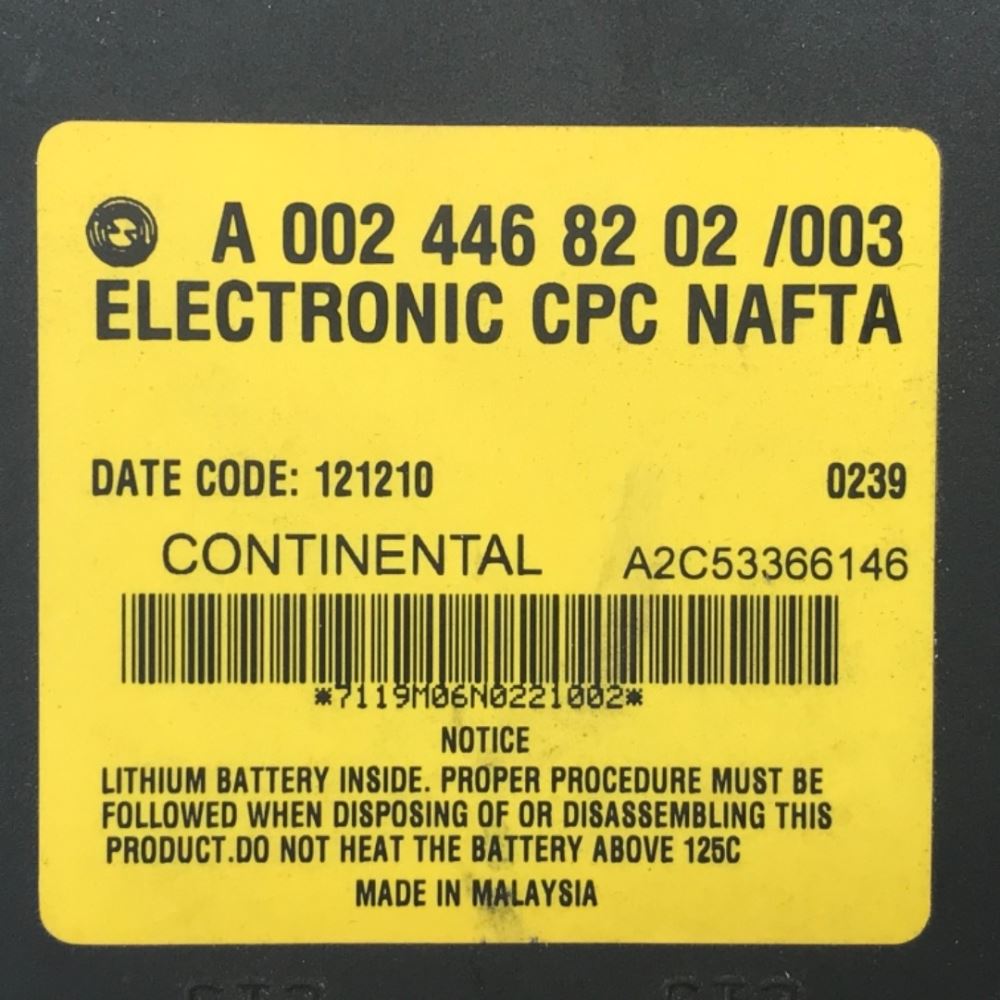 A 002 446 82 02 /003
ELECTRONIC CPC NAFTA
DATE CODE: 121210 0239
CONTINENTAL A2C53366146
*7119M06N0221002*
NOTICE
LITHIUM BATTERY INSIDE. PROPER PROCEDURE MUST BE
FOLLOWED WHEN DISPOSING OF OR DISASSEMBLING THIS
PRODUCT.DO NOT HEAT THE BATTERY ABOVE 125C
MADE IN MALAYSIA